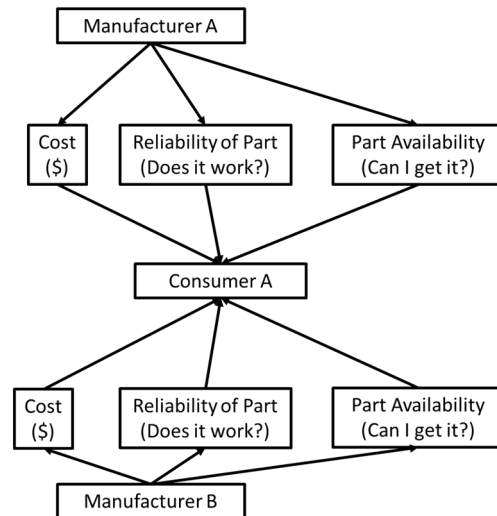 Manufacturer A
Cost
($)
Reliability of Part
(Does it work?)
Part Availability
(Can I get it?)
Consumer A
Cost
($)
Reliability of Part
(Does it work?)
Part Availability
(Can I get it?)
Manufacturer B